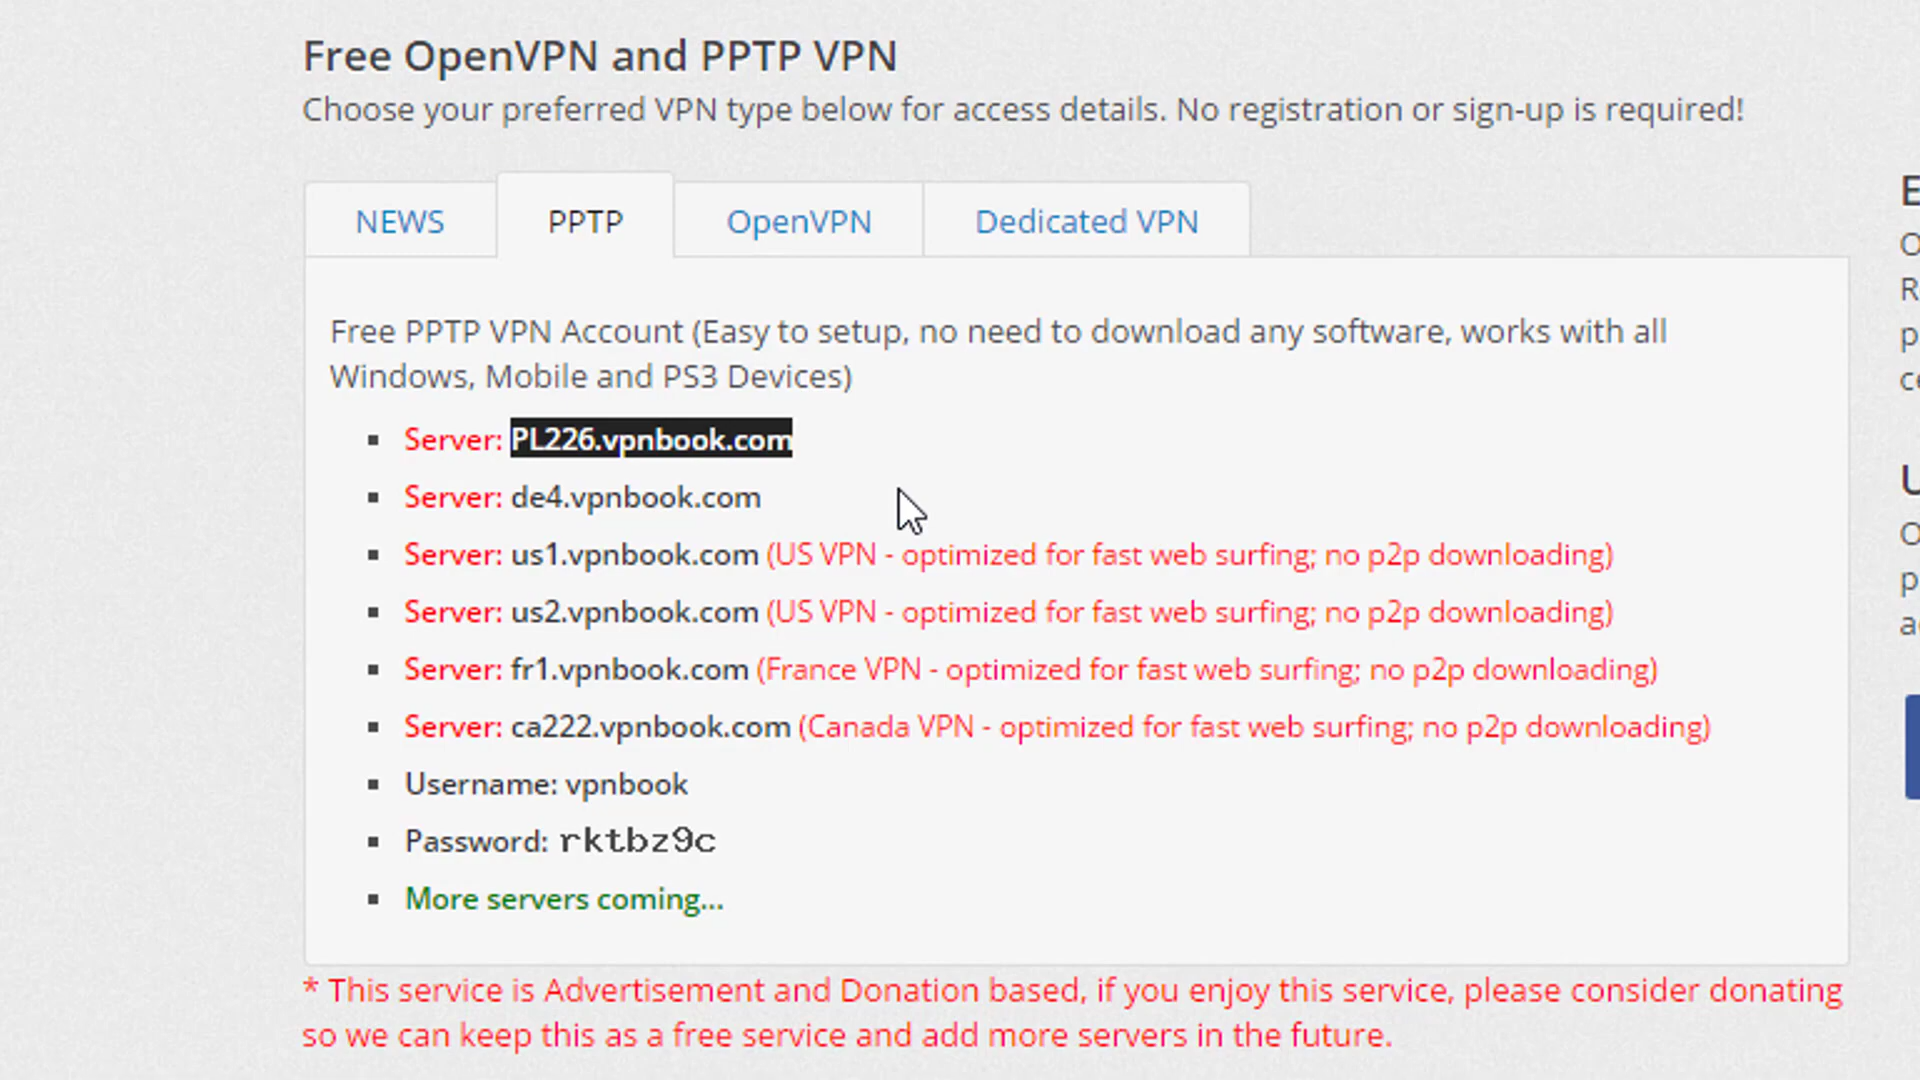 Free OpenVPN and PPTP VPN
Choose your preferred VPN type below for access details. No registration or sign-up is required!
NEWS
PPTP
OpenVPN
Dedicated VPN
Free PPTP VPN Account (Easy to setup, no need to download any software, works with all
Windows, Mobile and PS3 Devices)
Server: PL226.vpnbook.com
Server: de4.vpnbook.com
Server: us1.vpnbook.com (US VPN - optimized for fast web surfing; no p2p downloading)
Server: us2.vpnbook.com (US VPN - optimized for fast web surfing; no p2p downloading)
Server: fr1.vpnbook.com (France VPN - optimized for fast web surfing; no p2p downloading)
Server: ca222.vpnbook.com (Canada VPN - optimized for fast web surfing; no p2p downloading)
Username: vpnbook
Password: rktbz9c
More servers coming...
* This service is Advertisement and Donation based, if you enjoy this service, please consider donating
so we can keep this as a free service and add more servers in the future.